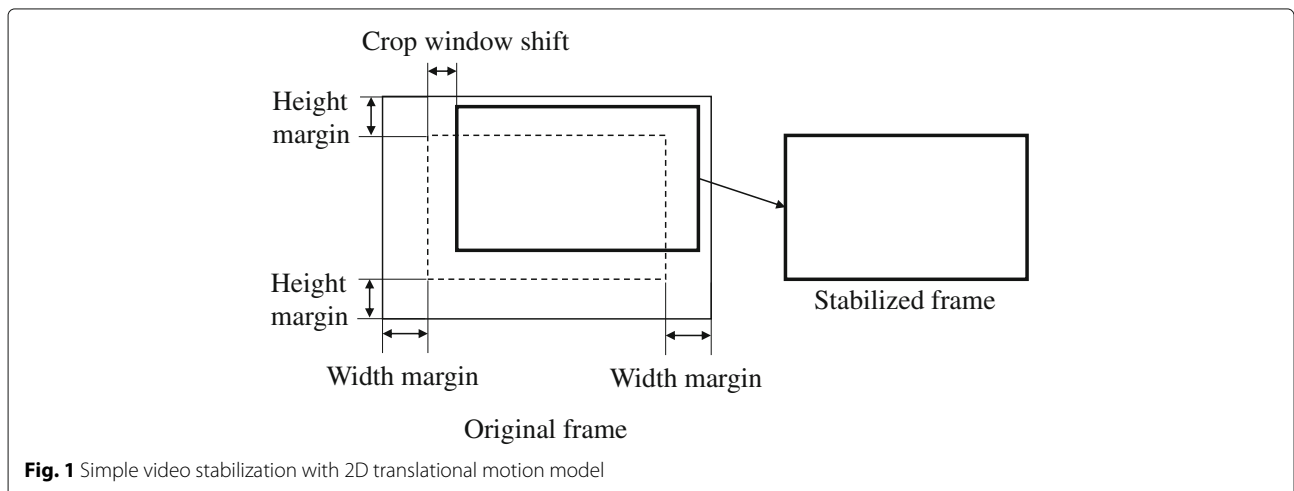 Crop window shift
Height
margin
Height
margin
Stabilized frame
Width margin
Width margin
Original frame
Fig. 1 Simple video stabilization with 2D translational motion model